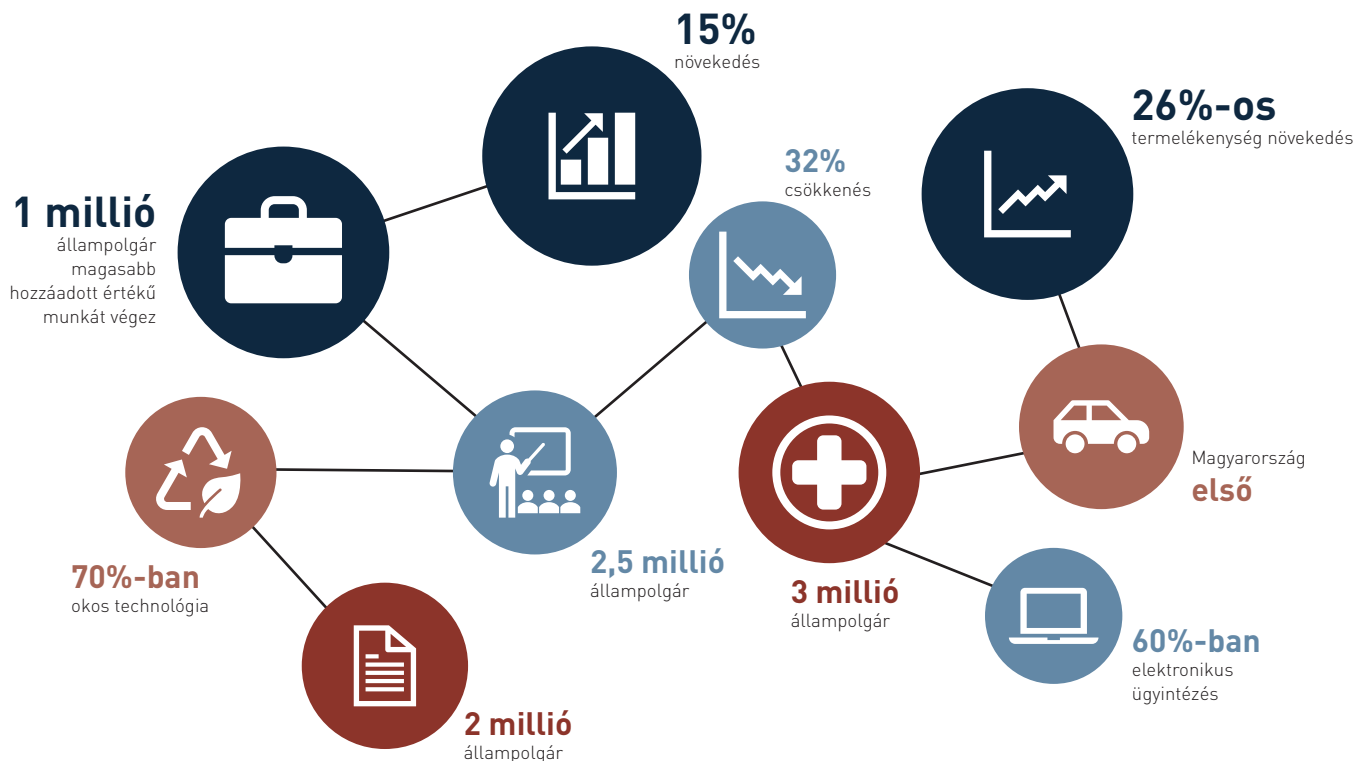 15%
növekedés
26%-os
termelékenység növekedés
32%
csökkenés
1 millió
állampolgár
magasabb
hozzáadott értékű
munkát végez
Magyarország
első
70%-ban
okos technológia
2,5 millió
állampolgár
3 millió
állampolgár
60%-ban
elektronikus
ügyintézés
2 millió
állampolgár